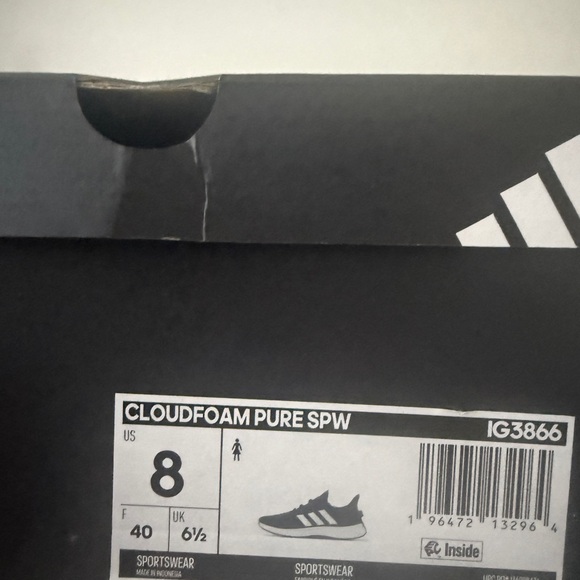 CLOUDFOAM PURE SPW IG3866
US
8
F
40
UK
6½
1 96472 13296 4
Inside
SPORTSWEAR
MADE IN INDONESIA
SPORTSWEAR